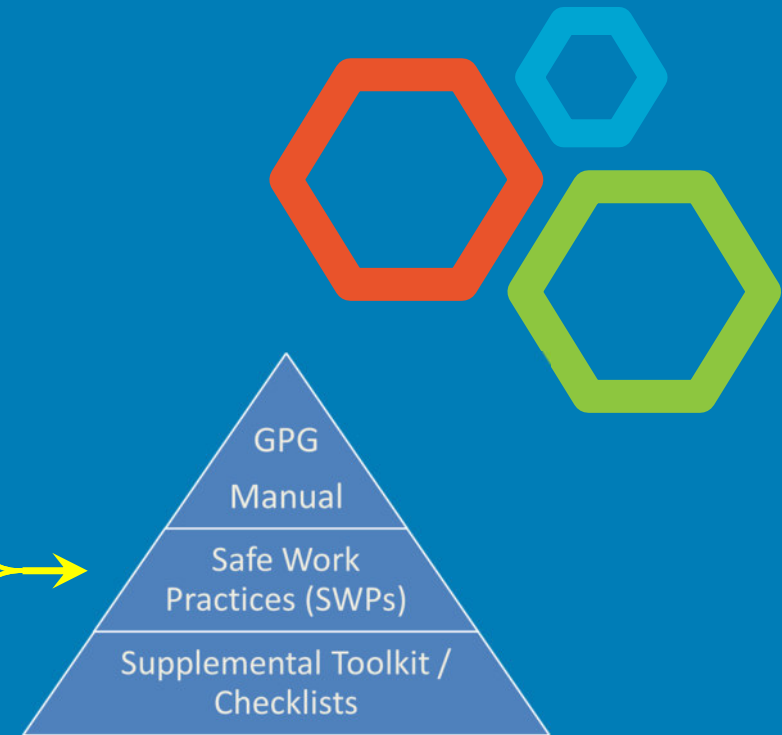 GPG
Manual
Safe Work
Practices (SWPs)
Supplemental Toolkit /
Checklists